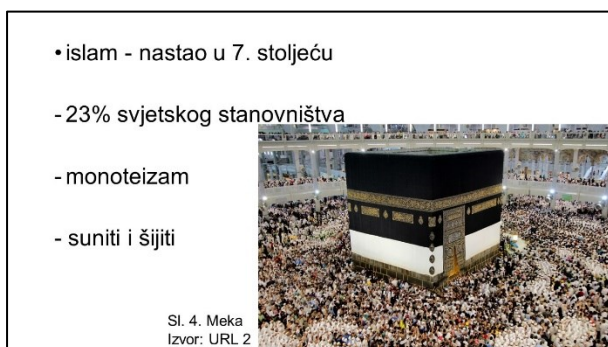 • islam - nastao u 7. stoljeću
- 23% svjetskog stanovništva
- monoteizam
- suniti i šijiti
Sl. 4. Meka
Izvor: URL 2